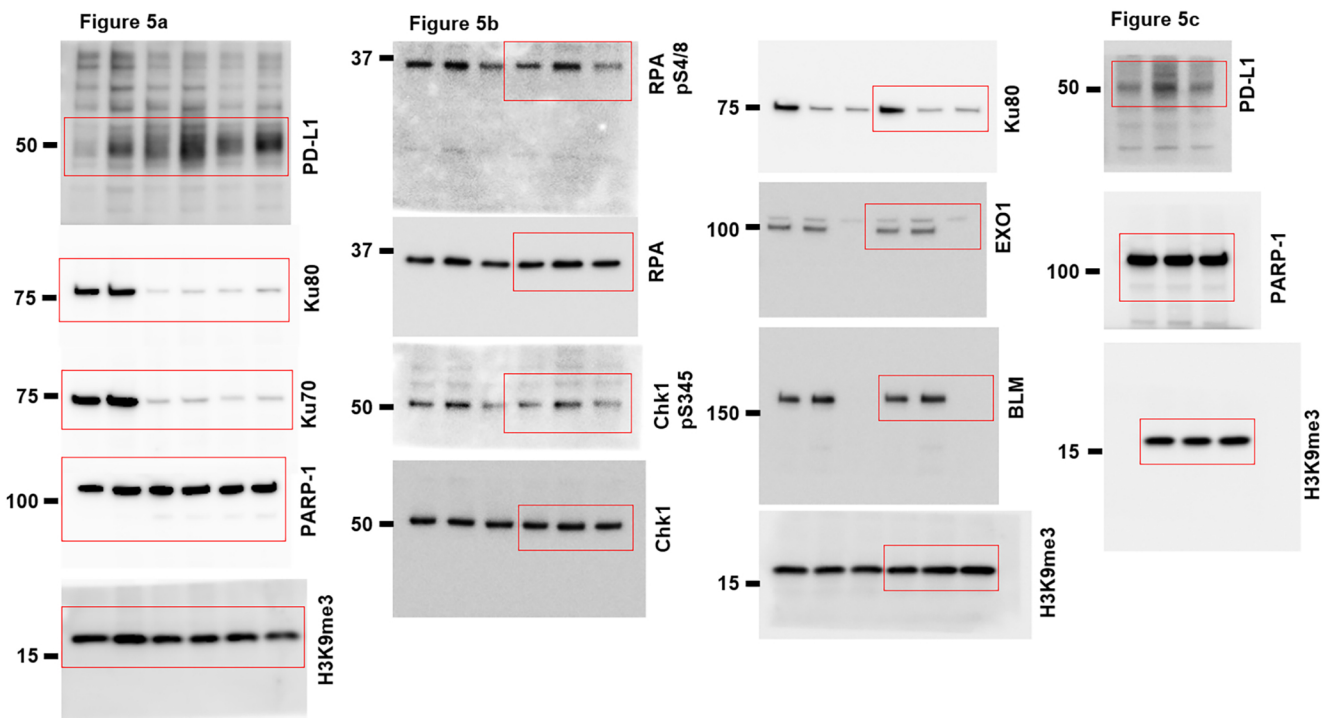 Figure 5a
50
PD-L1
75
Ku80
75
Ku70
100
PARP-1
15
H3K9me3
Figure 5b
37
RPA
pS4/8
37
RPA
50
Chk1
pS345
50
Chk1
75
Ku80
100
EXO1
150
BLM
15
H3K9me3
Figure 5c
50
PD-L1
100
PARP-1
15
H3K9me3